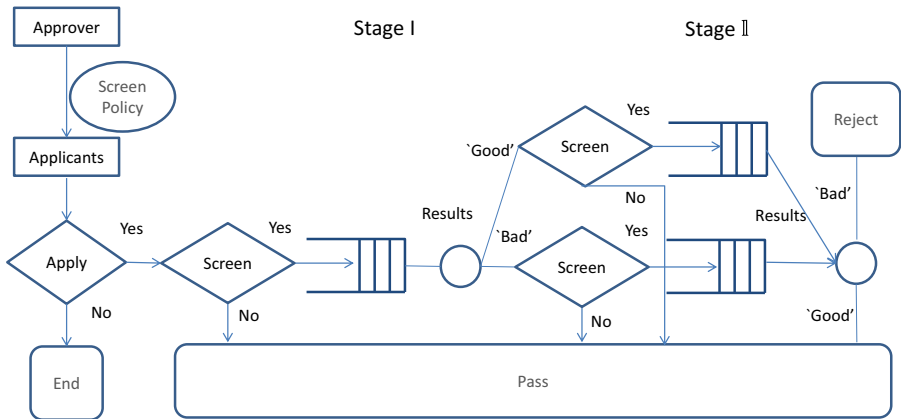 Approver
Stage I
Stage 𝕀
Screen
Policy
Applicants
Yes
Reject
`Good’
Screen
No
`Bad’
Results
Results
Yes
Yes
`Bad’
Yes
Apply
Screen
Screen
No
No
No
`Good’
End
Pass